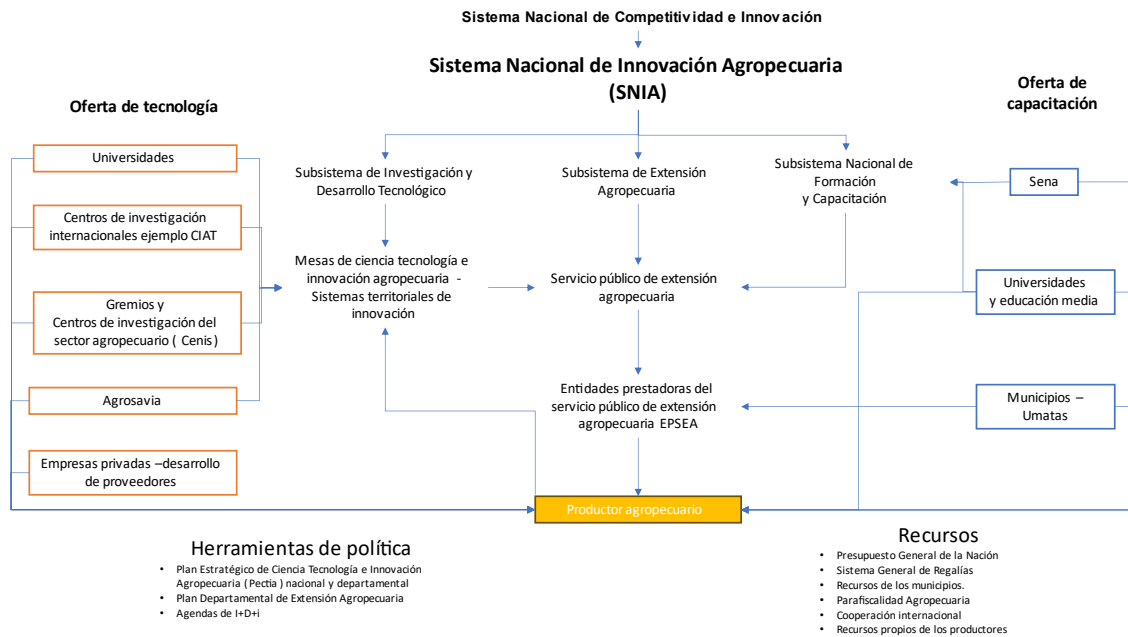 Sistema Nacional de Competitividad e Innovación
Sistema Nacional de Innovación Agropecuaria
(SNIA)
Oferta de tecnología
Universidades
Centros de investigación
internacionales ejemplo CIAT
Gremios y
Centros de investigación del
sector agropecuario ( Cenis)
Agrosavia
Empresas privadas –desarrollo
de proveedores
Subsistema de Investigación y
Desarrollo Tecnológico
Mesas de ciencia tecnología e
innovación agropecuaria -
Sistemas territoriales de
innovación
Subsistema de Extensión
Agropecuaria
Servicio público de extensión
agropecuaria
Entidades prestadoras del
servicio público de extensión
agropecuaria EPSEA
Productor agropecuario
Subsistema Nacional de
Formación
y Capacitación
Oferta de
capacitación
Sena
Universidades
y educación media
Municipios –
Umatas
Herramientas de política
• Plan Estratégico de Ciencia Tecnología e Innovación
Agropecuaria ( Pectia ) nacional y departamental
• Plan Departamental de Extensión Agropecuaria
• Agendas de I+D+i
Recursos
• Presupuesto General de la Nación
• Sistema General de Regalías
• Recursos de los municipios.
• Parafiscalidad Agropecuaria
• Cooperación internacional
• Recursos propios de los productores